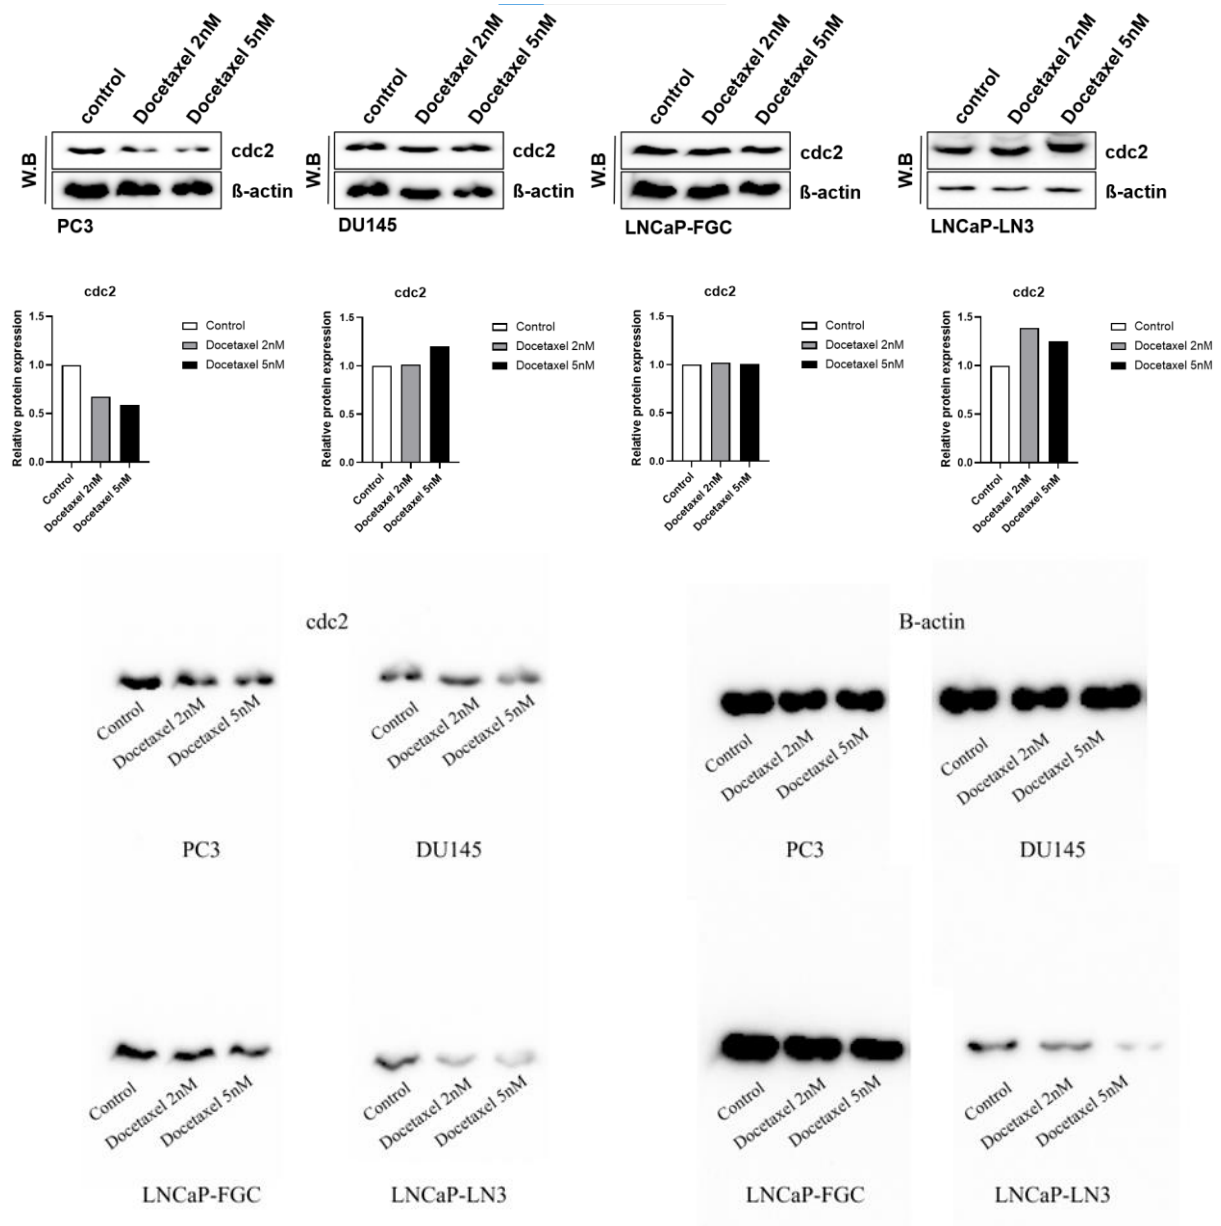 control
Docetaxel 2nM
Docetaxel 5nM
control
Docetaxel 2nM
Docetaxel 5nM
control
Docetaxel 2nM
Docetaxel 5nM
control
Docetaxel 2nM
Docetaxel 5nM
W.B
cdc2
ß-actin
PC3
W.B
cdc2
ß-actin
DU145
W.B
cdc2
ß-actin
LNCaP-FGC
W.B
cdc2
ß-actin
LNCaP-LN3
cdc2
Relative protein expression
1.5
1.0
0.5
0.0
Control
Docetaxel 2nM
Docetaxel 5nM
Control
Docetaxel 2nM
Docetaxel 5nM
cdc2
Relative protein expression
1.5
1.0
0.5
0.0
Control
Docetaxel 2nM
Docetaxel 5nM
Control
Docetaxel 2nM
Docetaxel 5nM
cdc2
Relative protein expression
1.5
1.0
0.5
0.0
Control
Docetaxel 2nM
Docetaxel 5nM
Control
Docetaxel 2nM
Docetaxel 5nM
cdc2
Relative protein expression
1.5
1.0
0.5
0.0
Control
Docetaxel 2nM
Docetaxel 5nM
Control
Docetaxel 2nM
Docetaxel 5nM
cdc2
Control
Docetaxel 2nM
Docetaxel 5nM
PC3
Control
Docetaxel 2nM
Docetaxel 5nM
DU145
B-actin
Control
Docetaxel 2nM
Docetaxel 5nM
PC3
Control
Docetaxel 2nM
Docetaxel 5nM
DU145
Control
Docetaxel 2nM
Docetaxel 5nM
LNCaP-FGC
Control
Docetaxel 2nM
Docetaxel 5nM
LNCaP-LN3
Control
Docetaxel 2nM
Docetaxel 5nM
LNCaP-FGC
Control
Docetaxel 2nM
Docetaxel 5nM
LNCaP-LN3